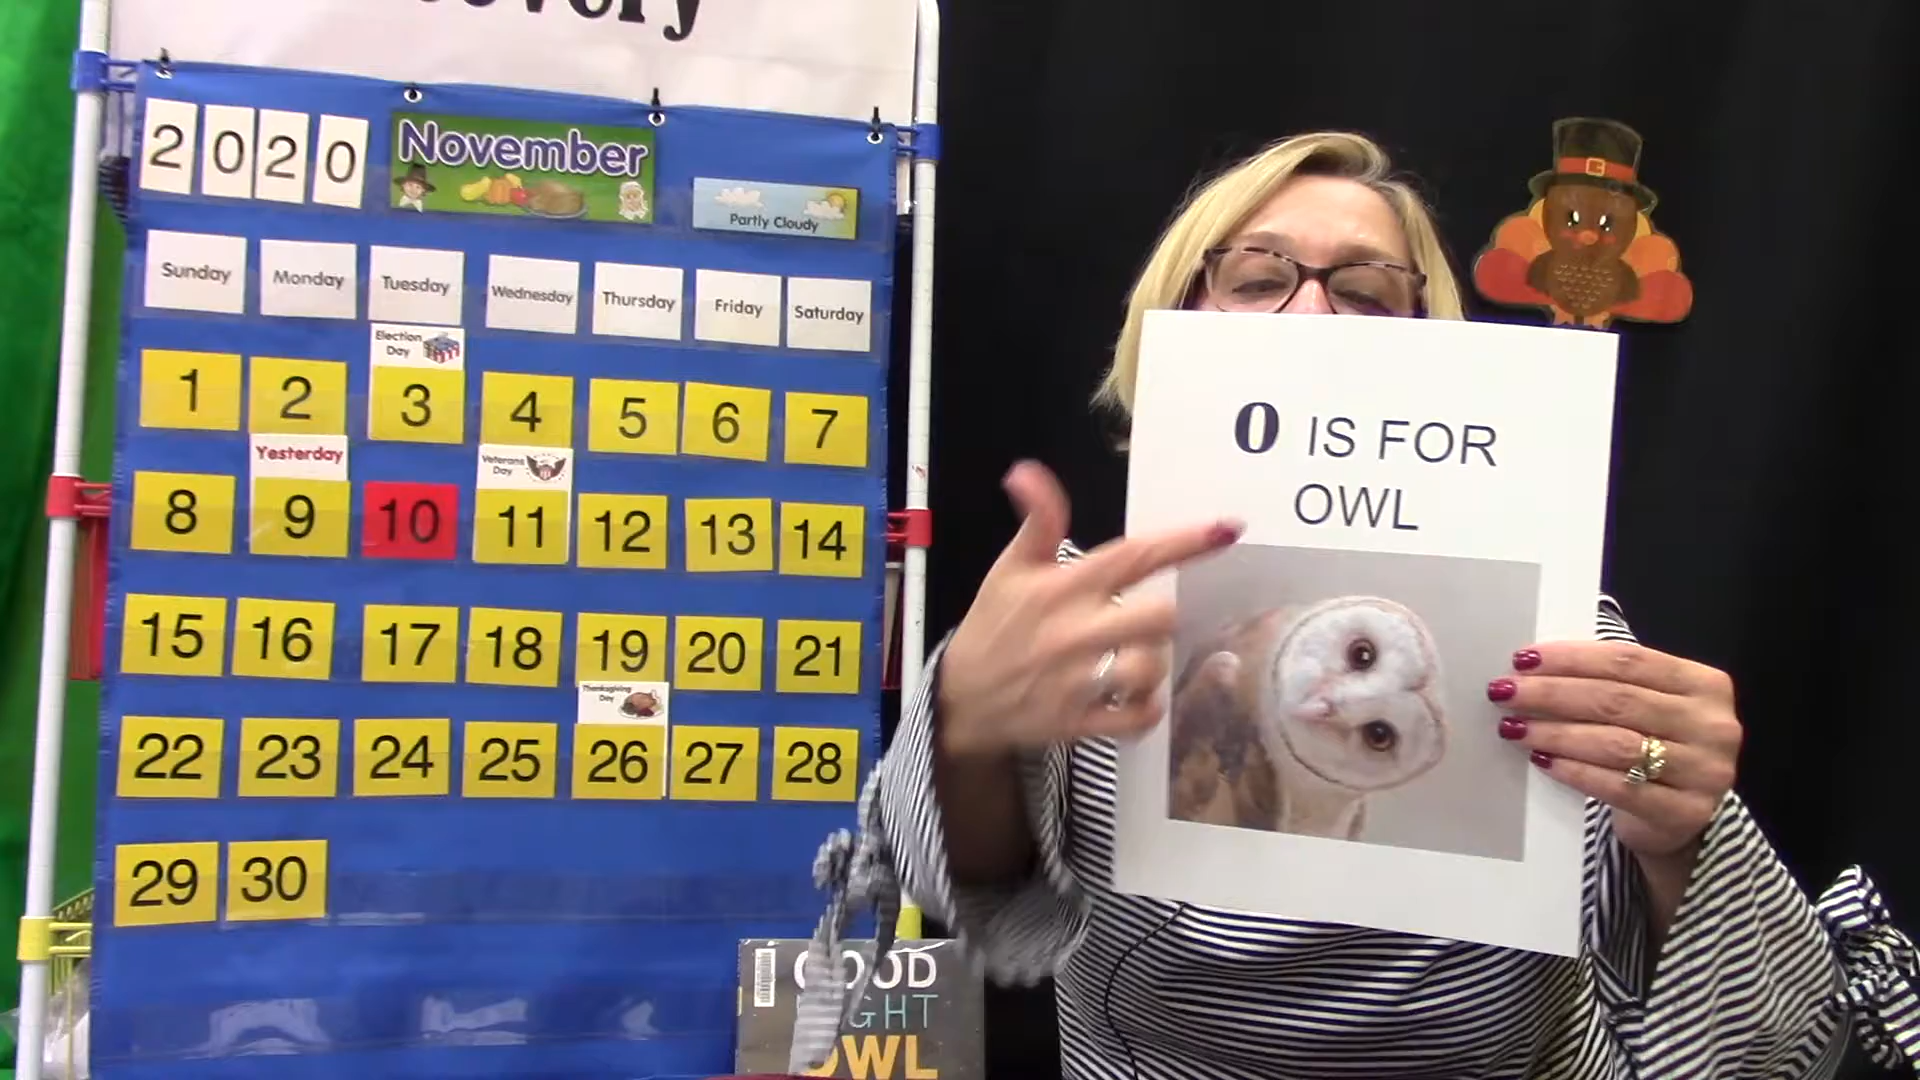 2020
November
Partly Cloudy
Sunday Monday Tuesday Wednesday Thursday Friday Saturday
Election
Day
1 2 3 4 5 6 7
Yesterday
Veterans
Day
8 9 10 11 12 13 14
15 16 17 18 19 20 21
Thanksgiving
Day
22 23 24 25 26 27 28
29 30
O IS FOR
OWL
GOOD
NIGHT
OWL